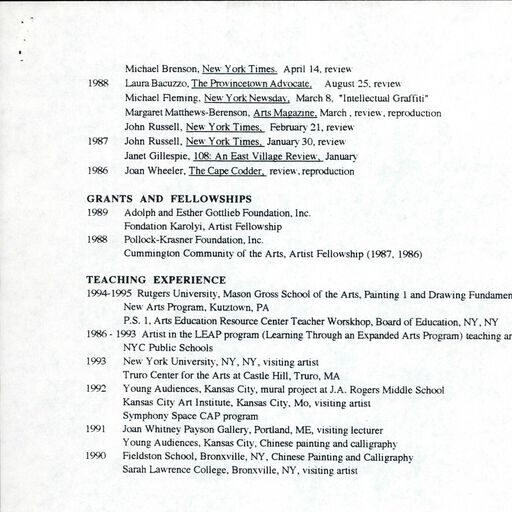 Michael Brenson, New York Times. April 14, review
1988 Laura Bacuzzo, The Provincetown Advocate. August 25, review
Michael Fleming, New York Newsday, March 8, "Intellectual Graffiti"
Margaret Matthews-Berenson, Arts Magazine, March , review, reproduction
John Russell, New York Times, February 21, review
1987 John Russell, New York Times, January 30, review
Janet Gillespie, 108: An East Village Review, January
1986 Joan Wheeler, The Cape Codder, review, reproduction
GRANTS AND FELLOWSHIPS
1989 Adolph and Esther Gottlieb Foundation, Inc.
Fondation Karolyi, Artist Fellowship
1988 Pollock-Krasner Foundation, Inc.
Cummington Community of the Arts, Artist Fellowship (1987, 1986)
TEACHING EXPERIENCE
1994-1995 Rutgers University, Mason Gross School of the Arts, Painting 1 and Drawing Fundamen
New Arts Program, Kutztown, PA
P.S. 1, Arts Education Resource Center Teacher Worskhop, Board of Education, NY, NY
1986 - 1993 Artist in the LEAP program (Learning Through an Expanded Arts Program) teaching ar
NYC Public Schools
1993 New York University, NY, NY, visiting artist
Truro Center for the Arts at Castle Hill, Truro, MA
1992 Young Audiences, Kansas City, mural project at J.A. Rogers Middle School
Kansas City Art Institute, Kansas City, Mo, visiting artist
Symphony Space CAP program
1991 Joan Whitney Payson Gallery, Portland, ME, visiting lecturer
Young Audiences, Kansas City, Chinese painting and calligraphy
1990 Fieldston School, Bronxville, NY, Chinese Painting and Calligraphy
Sarah Lawrence College, Bronxville, NY, visiting artist